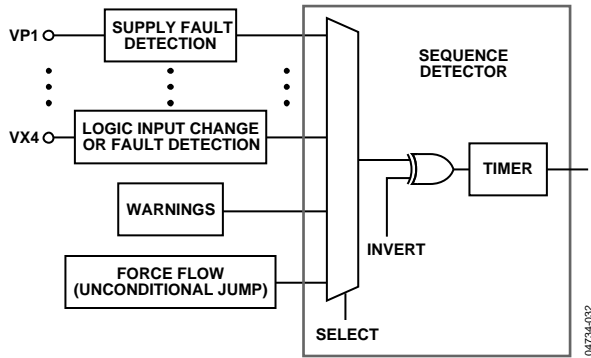 VP1
SUPPLY FAULT
DETECTION
SEQUENCE
DETECTOR
VX4
LOGIC INPUT CHANGE
OR FAULT DETECTION
TIMER
WARNINGS
INVERT
FORCE FLOW
(UNCONDITIONAL JUMP)
SELECT
04734-032